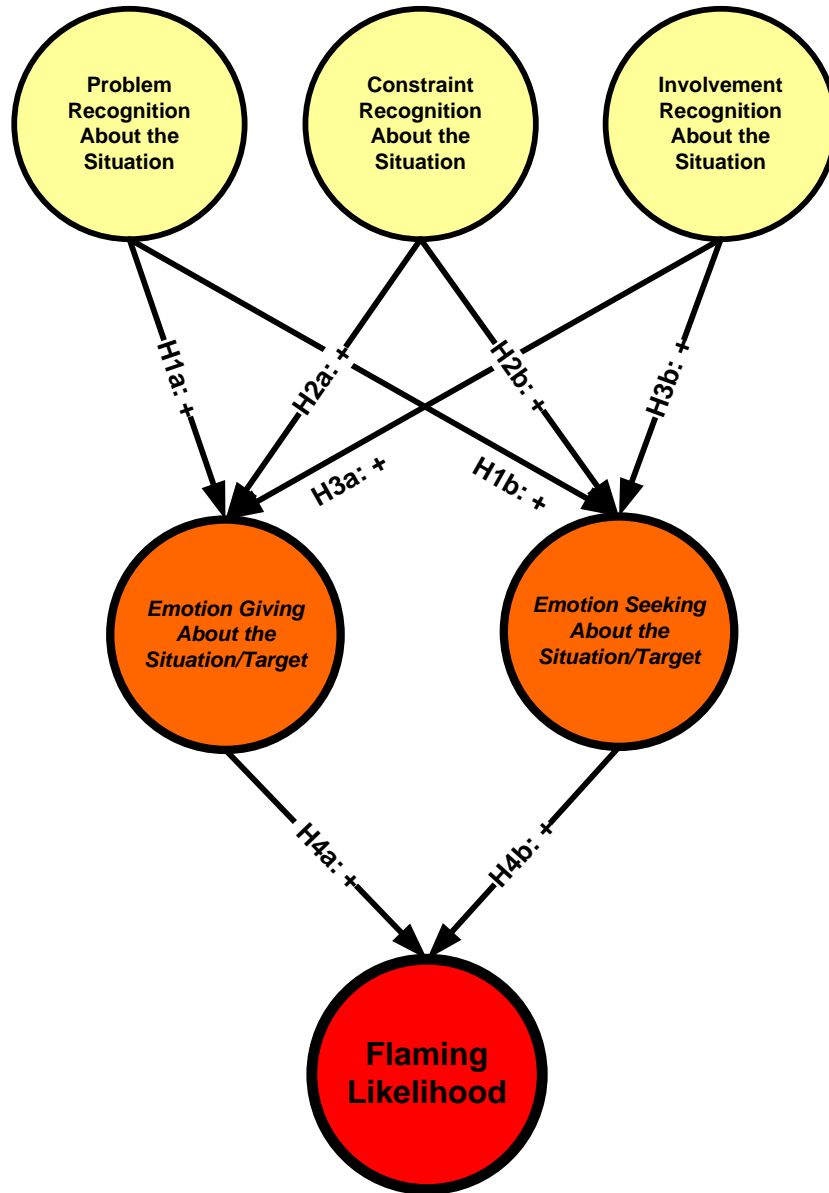 Problem
Recognition
About the
Situation
Constraint
Recognition
About the
Situation
Involvement
Recognition
About the
Situation
H1a: +
H2a: +
H2b: +
H3b: +
H3a: +
H1b: +
Emotion Giving
About the
Situation/Target
Emotion Seeking
About the
Situation/Target
H4a: +
H4b: +
Flaming
Likelihood